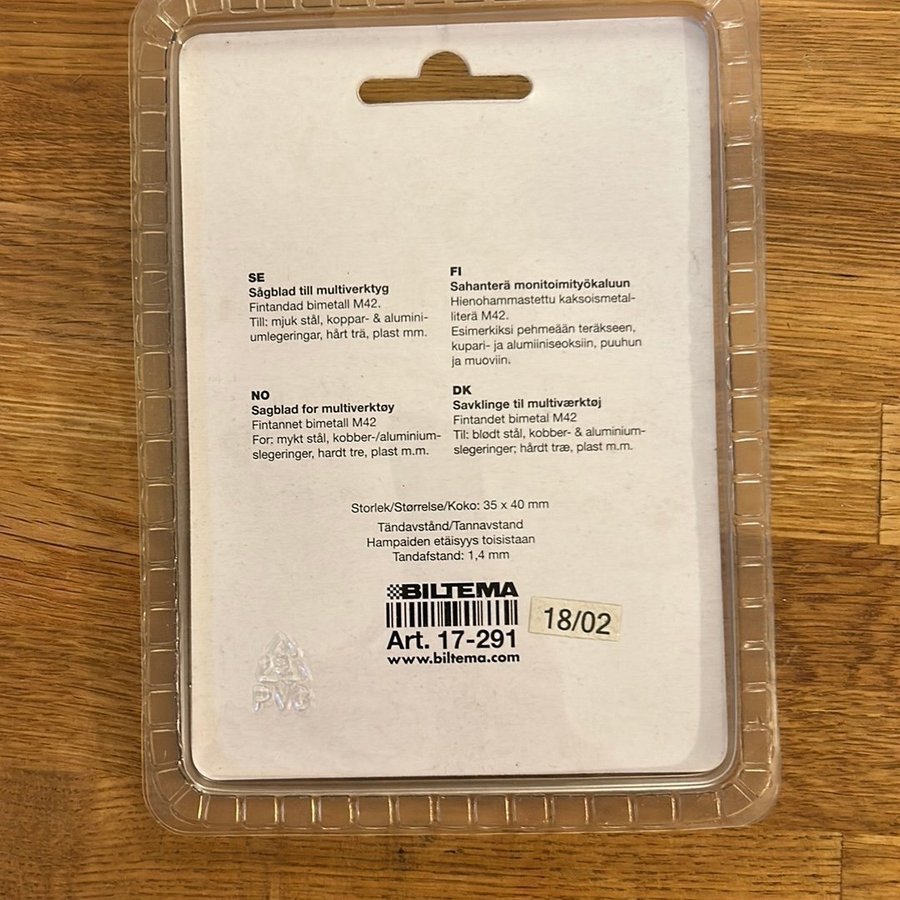 SE
Sågblad till multiverktyg
Fintandad bimetall M42.
Till: mjuk stål, koppar- & alumini-
umlegeringar, hårt trä, plast mm.
FI
Sahanterä monitoimityökaluun
Hienohammastettu kaksoismetal-
literä M42.
Esimerkiksi pehmeään teräkseen,
kupari- ja alumiiniseoksiin, puuhun
ja muoviin.
NO
Sagblad for multiverktøy
Fintannet bimetall M42
For: mykt stål, kobber-/aluminium-
slegeringer, hardt tre, plast m.m.
DK
Savklinge til multiværktøj
Fintandet bimetal M42
Til: blødt stål, kobber- & aluminium-
slegeringer; hårdt træ, plast m.m.
Storlek/Størrelse/Koko: 35 x 40 mm
Tändavstånd/Tannavstand
Hampaiden etäisyys toisistaan
Tandafstand: 1,4 mm
BILTEMA
Art. 17-291
www.biltema.com
18/02
PVC